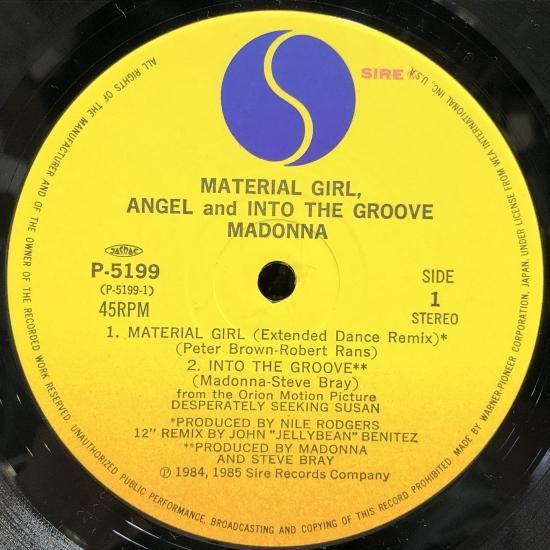 SIRE ®
MATERIAL GIRL,
ANGEL and INTO THE GROOVE
MADONNA
JASRAC
P-5199
(P-5199-1)
45RPM
SIDE
1
STEREO
1. MATERIAL GIRL (Extended Dance Remix)*
(Peter Brown-Robert Rans)
2. INTO THE GROOVE**
(Madonna-Steve Bray)
from the Orion Motion Picture
DESPERATELY SEEKING SUSAN
*PRODUCED BY NILE RODGERS
12" REMIX BY JOHN "JELLYBEAN" BENITEZ
**PRODUCED BY MADONNA
AND STEVE BRAY
℗ 1984, 1985 Sire Records Company
ALL RIGHTS OF THE MANUFACTURER AND OF THE OWNER OF THE RECORDED WORK RESERVED. UNAUTHORIZED PUBLIC PERFORMANCE, BROADCASTING AND COPYING OF THIS RECORD PROHIBITED. MADE BY WARNER-PIONEER CORPORATION, JAPAN. UNDER LICENSE FROM WEA INTERNATIONAL INC., U.S.A.